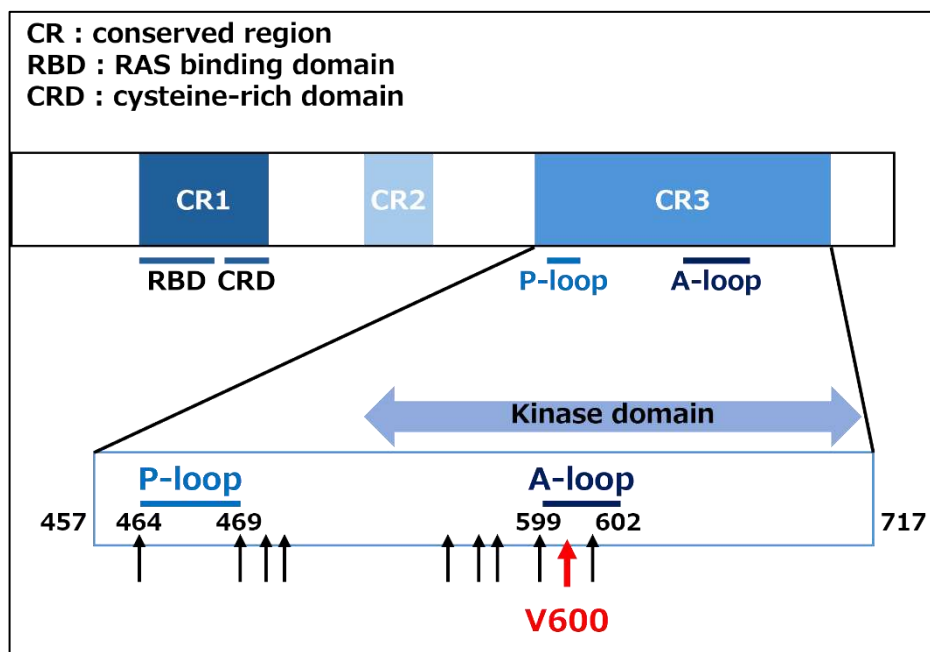 CR : conserved region
RBD : RAS binding domain
CRD : cysteine-rich domain
CR1
CR2
CR3
RBD
CRD
P-loop
A-loop
Kinase domain
P-loop
A-loop
457
464
469
599
602
717
V600